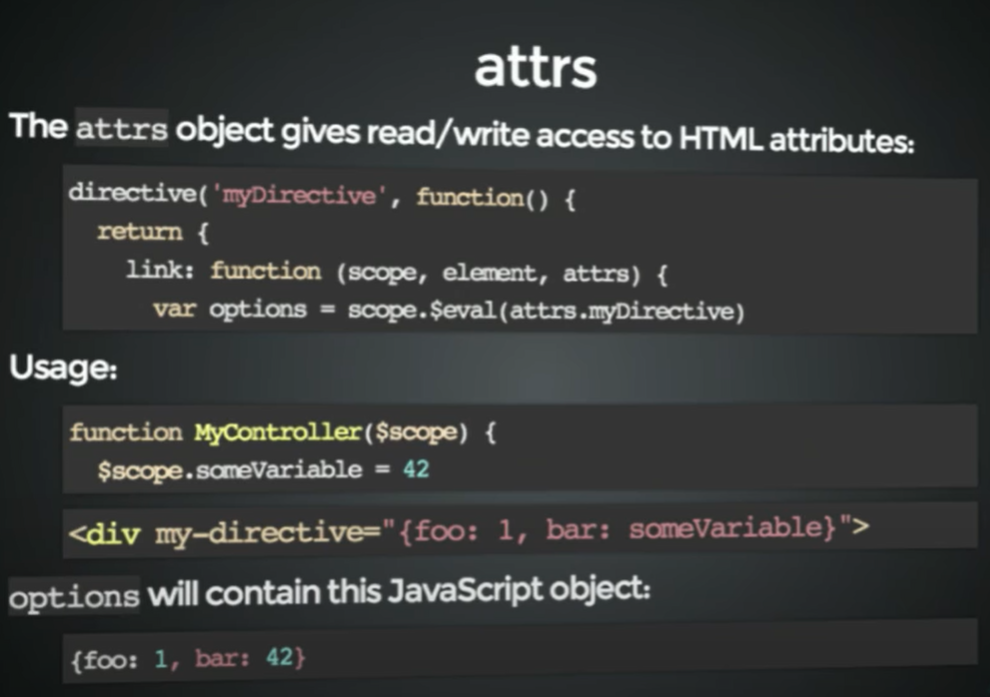 attrs
The attrs object gives read/write access to HTML attributes:
directive('myDirective', function() {
return {
link: function (scope, element, attrs) {
var options = scope.$eval(attrs.myDirective)
Usage:
function MyController($scope) {
$scope.someVariable = 42
<div my-directive="{foo: 1, bar: someVariable}">
options will contain this JavaScript object:
{foo: 1, bar: 42}